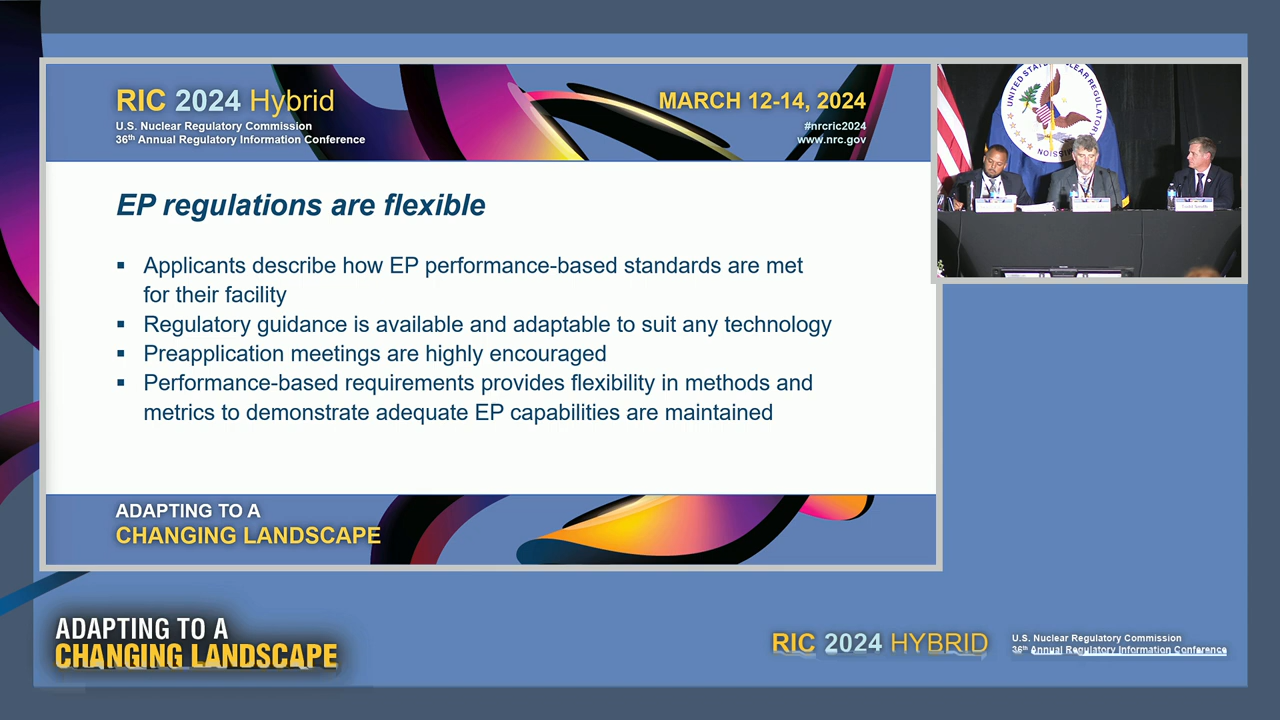 RIC 2024 Hybrid
U.S. Nuclear Regulatory Commission
36th Annual Regulatory Information Conference
MARCH 12-14, 2024
#nrcric2024
www.nrc.gov
EP regulations are flexible
▪ Applicants describe how EP performance-based standards are met
for their facility
▪ Regulatory guidance is available and adaptable to suit any technology
▪ Preapplication meetings are highly encouraged
▪ Performance-based requirements provides flexibility in methods and
metrics to demonstrate adequate EP capabilities are maintained
ADAPTING TO A
CHANGING LANDSCAPE
UNITED STATES NUCLEAR REGULATORY
ADAPTING TO A
CHANGING LANDSCAPE
RIC 2024 HYBRID
U.S. Nuclear Regulatory Commission
36th Annual Regulatory Information Conference